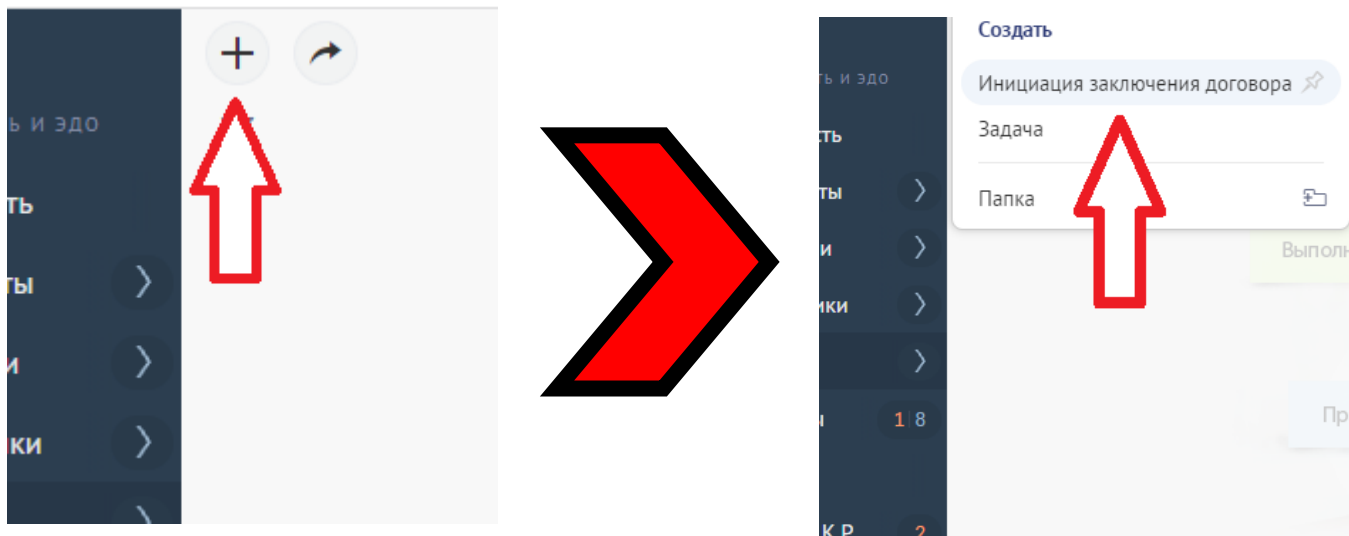 ь и эдо
ть
ты
и
ки
ть и эдо
сть
ты
и
ики
1|8
К Р
2
Создать
Инициация заключения договора
Задача
Папка
Выполн
Пр